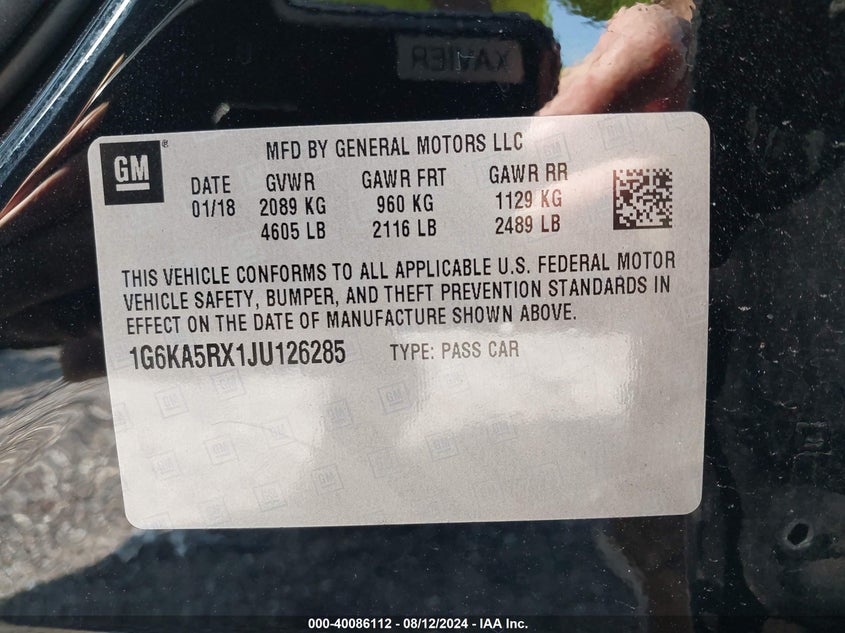 XAVIER
GM
MFD BY GENERAL MOTORS LLC
DATE GVWR GAWR FRT GAWR RR
01/18 2089 KG 960 KG 1129 KG
4605 LB 2116 LB 2489 LB
THIS VEHICLE CONFORMS TO ALL APPLICABLE U.S. FEDERAL MOTOR
VEHICLE SAFETY, BUMPER, AND THEFT PREVENTION STANDARDS IN
EFFECT ON THE DATE OF MANUFACTURE SHOWN ABOVE.
1G6KA5RX1JU126285 TYPE: PASS CAR
000-40086112 - 08/12/2024 - IAA Inc.